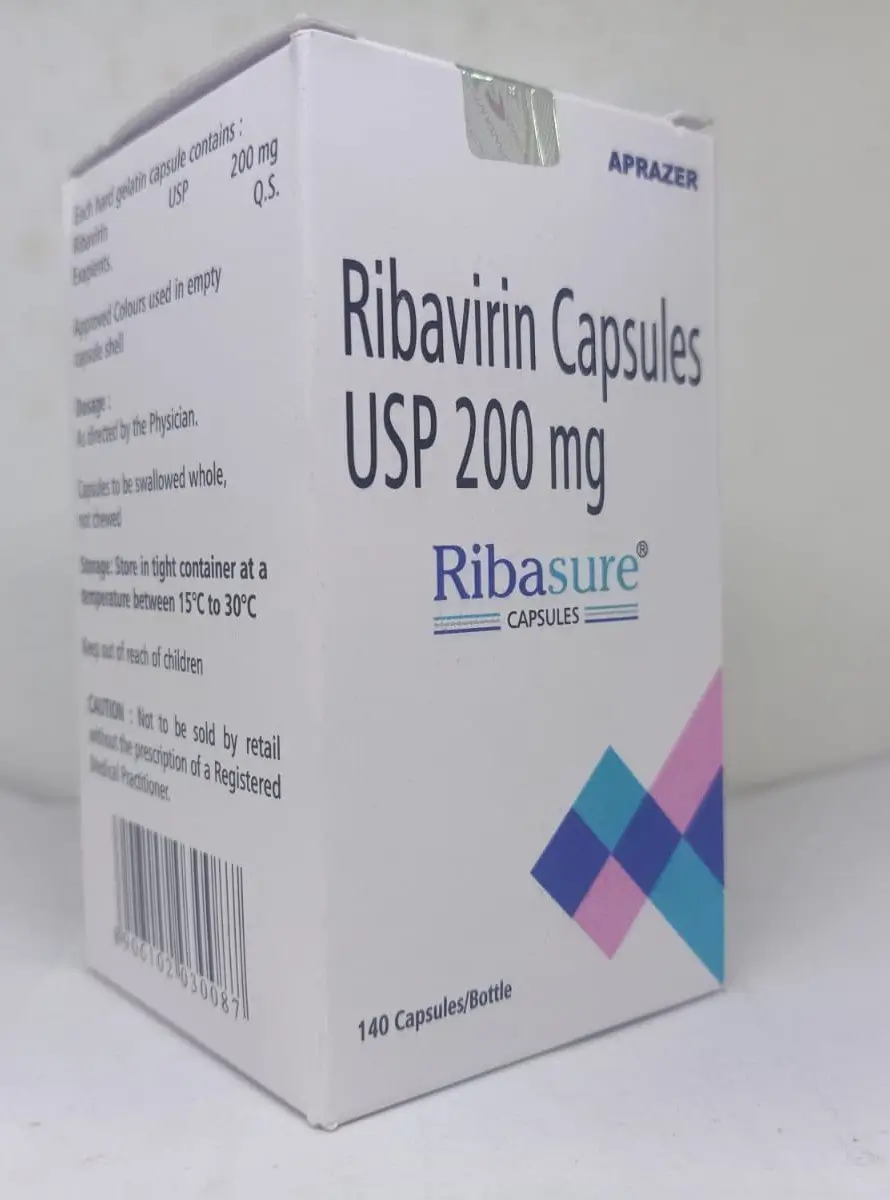 Each hard gelatin capsule contains :
Ribavirin USP 200 mg
Exepients. Q.S.
Approved Colours used in empty
capsule shell
Dosage :
As directed by the Physician.
Capsules to be swallowed whole,
not chewed
Storage: Store in tight container at a
temperature between 15°C to 30°C
Keep out of reach of children
CAUTION : Not to be sold by retail
without the prescription of a Registered
Medical Practitioner.
APRAZER
Ribavirin Capsules
USP 200 mg
Ribasure®
CAPSULES
140 Capsules/Bottle